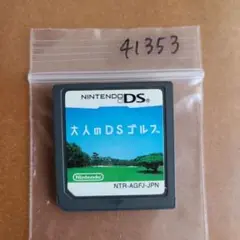 41353
NINTENDO DS
大人のDSゴルフ
Nintendo
NTR-AGFJ-JPN